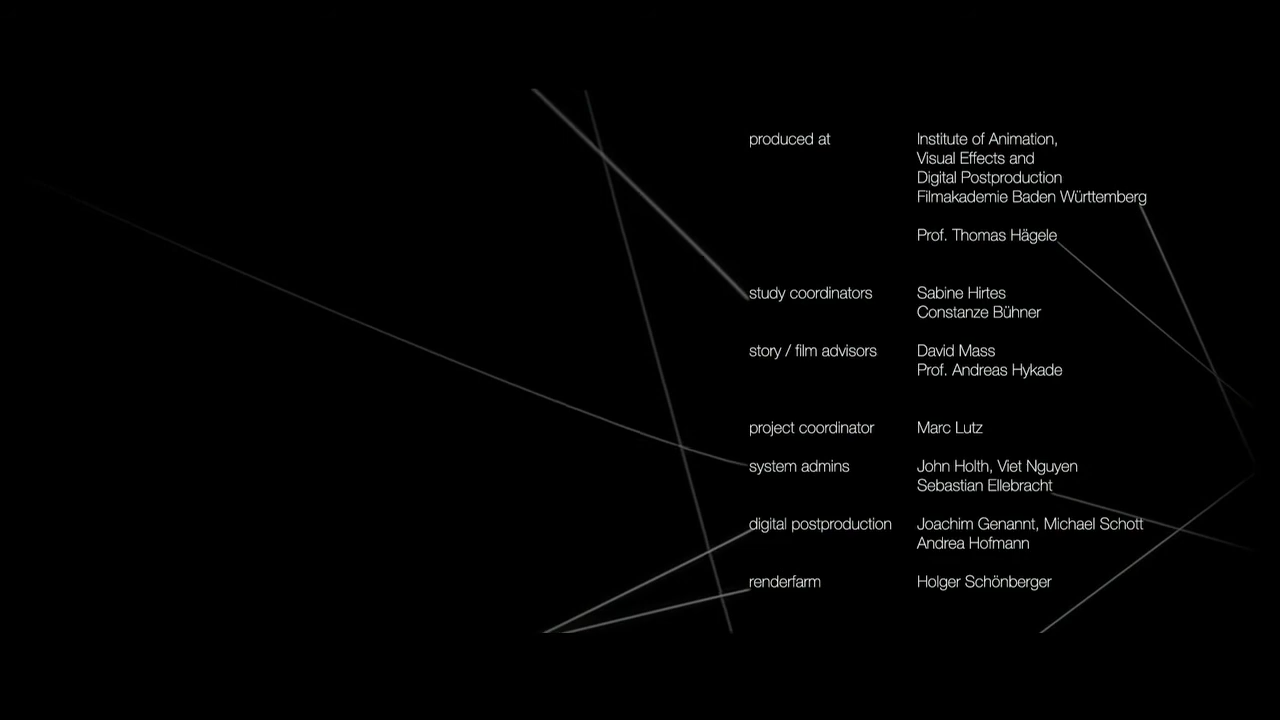 produced at Institute of Animation,
Visual Effects and
Digital Postproduction
Filmakademie Baden Württemberg
Prof. Thomas Hägele
study coordinators Sabine Hirtes
Constanze Bühner
story / film advisors David Mass
Prof. Andreas Hykade
project coordinator Marc Lutz
system admins John Holth, Viet Nguyen
Sebastian Ellebracht
digital postproduction Joachim Genannt, Michael Schott
Andrea Hofmann
renderfarm Holger Schönberger